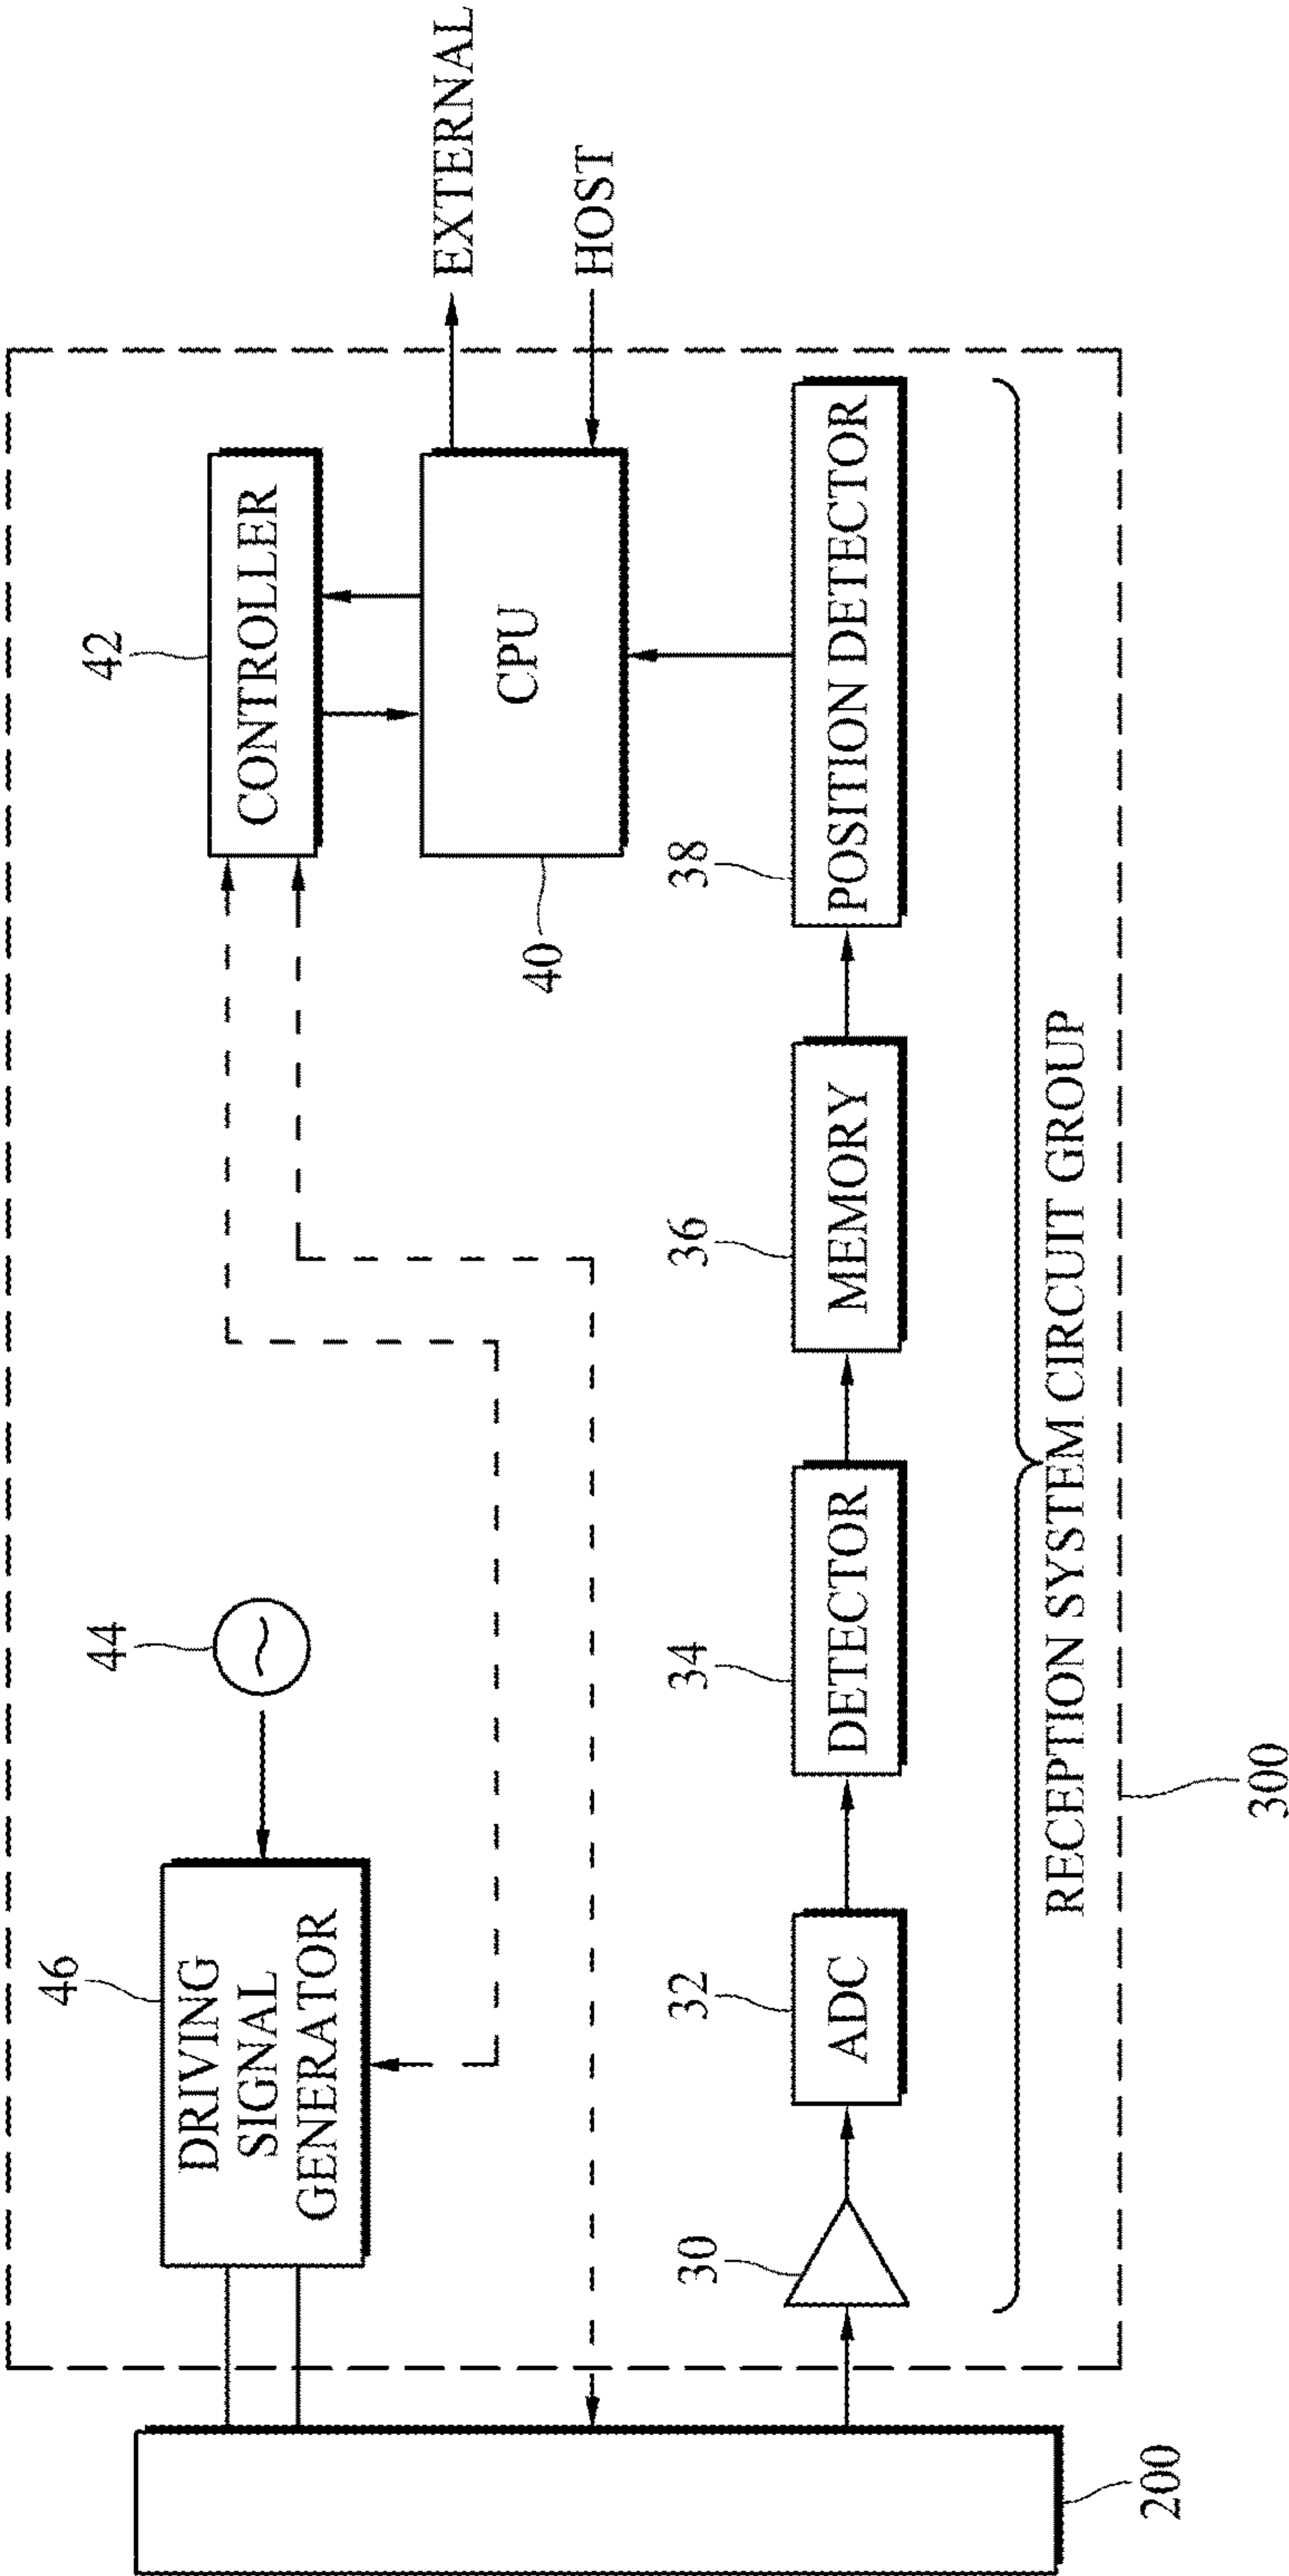 EXTERNAL
HOST
42
CONTROLLER
44
46
DRIVING
SIGNAL
GENERATOR
CPU
40
38
POSITION DETECTOR
36
MEMORY
34
DETECTOR
32
ADC
30
RECEPTION SYSTEM CIRCUIT GROUP
300
200